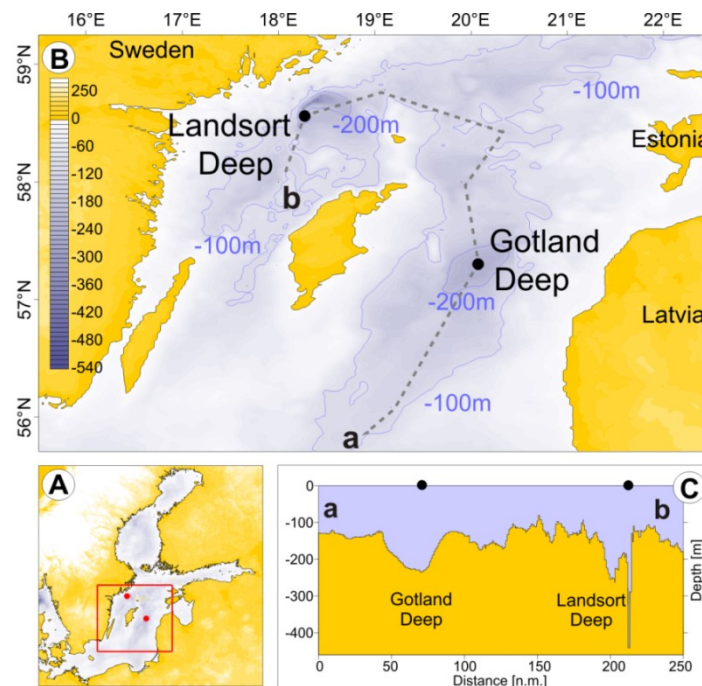 16°E 17°E 18°E 19°E 20°E 21°E 22°E
59°N
58°N
57°N
56°N
B
Sweden
250
0
-60
-120
-180
-240
-300
-360
-420
-480
-540
-100m
-200m
Landsort
Deep
Estonia
b
-100m
Gotland
Deep
-200m
Latvia
-100m
a
A
C
a
b
0
-100
-200
-300
-400
Depth [m]
Gotland
Deep
Landsort
Deep
0 50 100 150 200 250
Distance [n.m.]